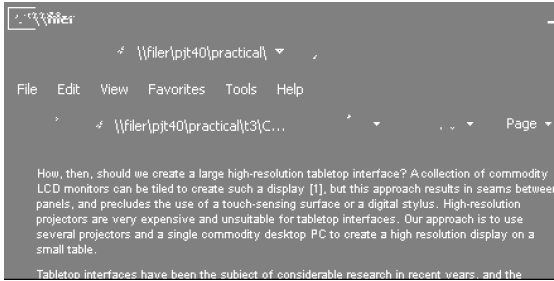 \\filer
\\filer\pjt40\practical\
File Edit View Favorites Tools Help
\\filer\pjt40\practical\t3\C... Page
How, then, should we create a large high-resolution tabletop interface? A collection of commodity
LCD monitors can be tiled to create such a display [1], but this approach results in seams between
panels, and precludes the use of a touch-sensing surface or a digital stylus. High-resolution
projectors are very expensive and unsuitable for tabletop interfaces. Our approach is to use
several projectors and a single commodity desktop PC to create a high resolution display on a
small table.
Tabletop interfaces have been the subject of considerable research in recent years, and the